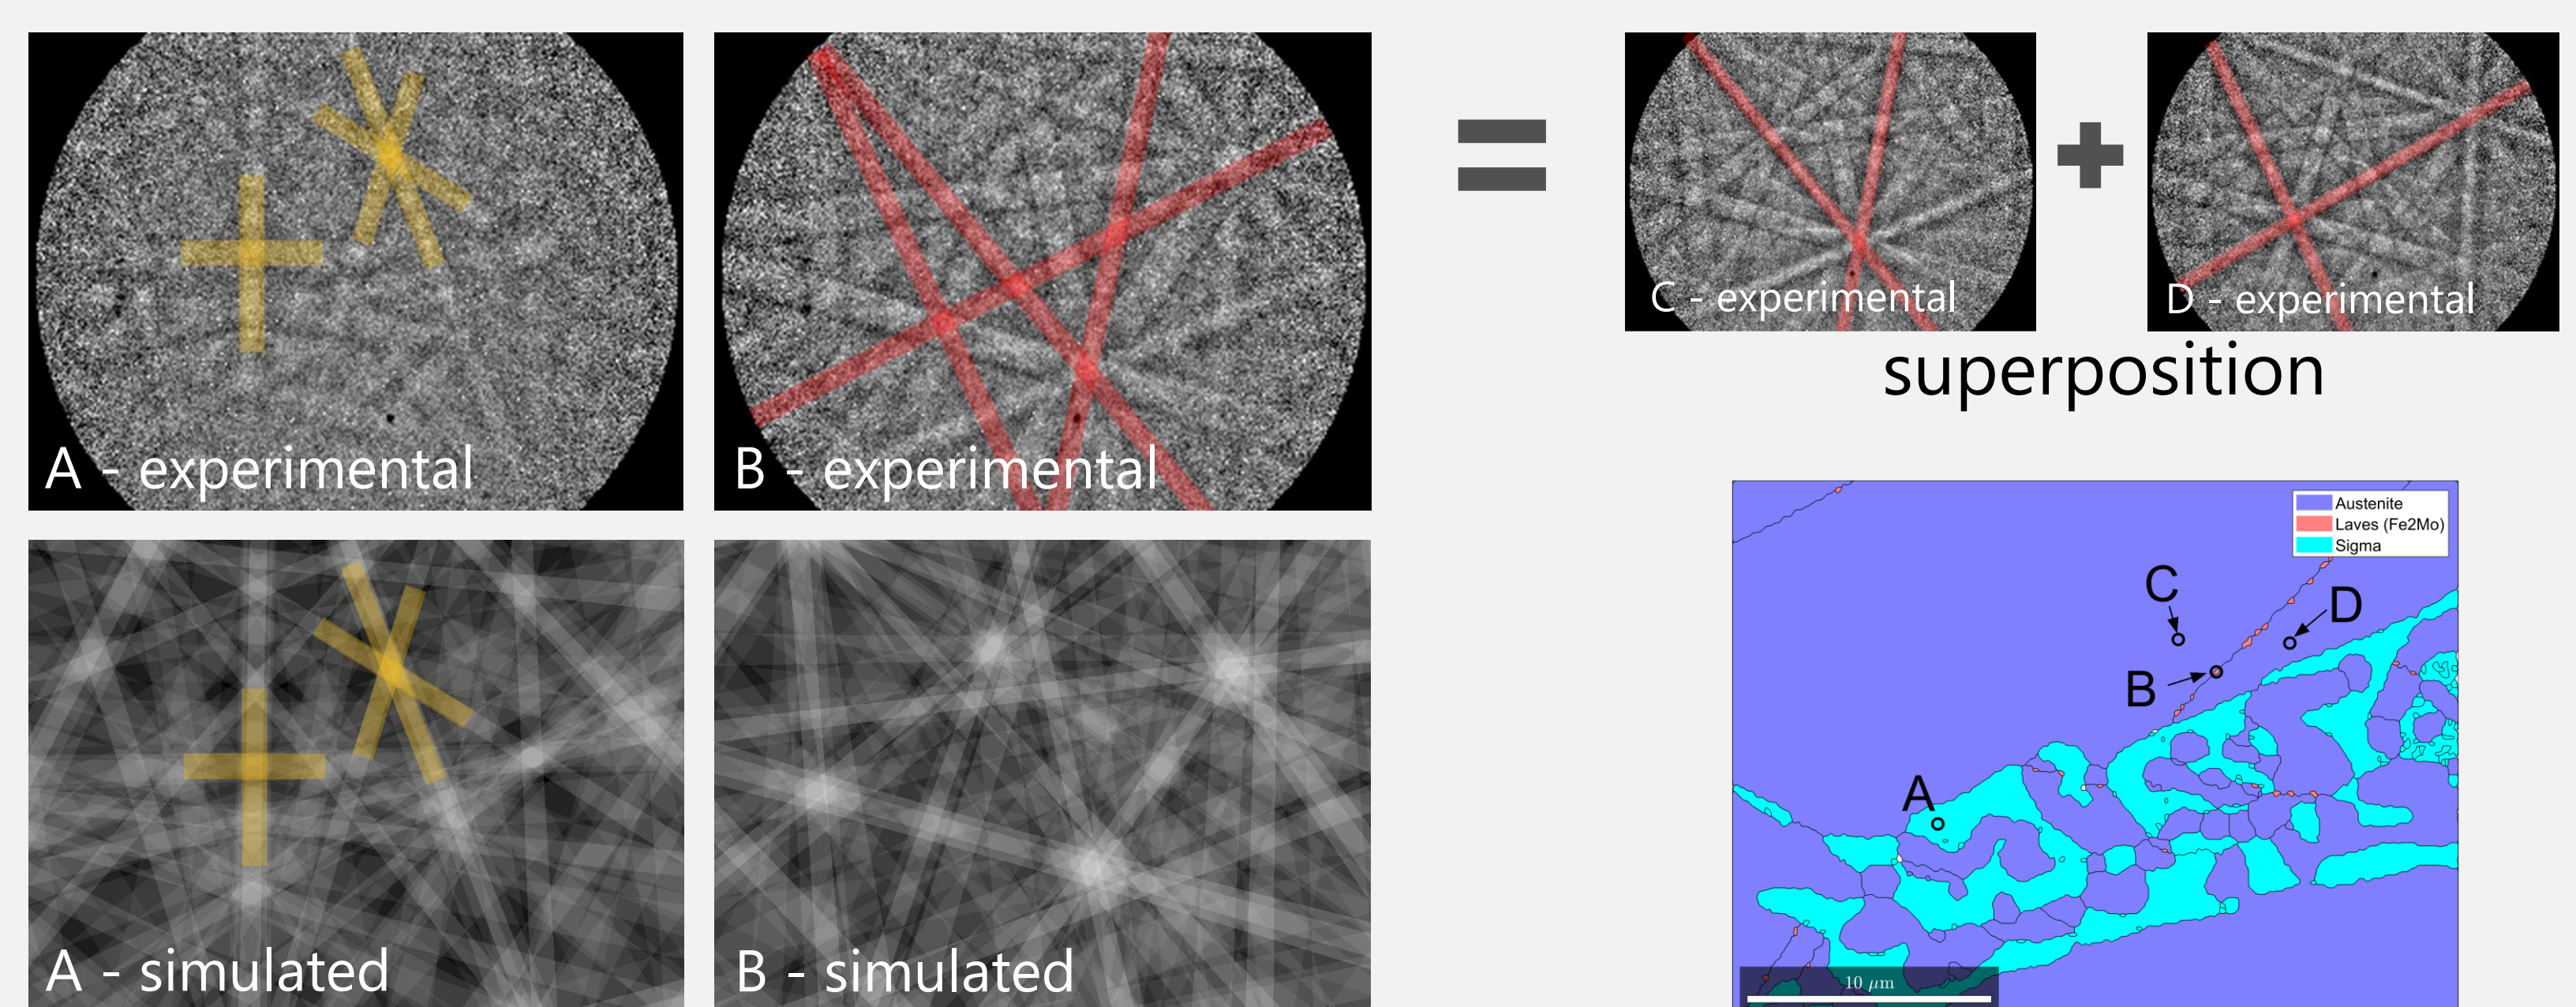 A - experimental
B - experimental
C - experimental
D - experimental
superposition
A - simulated
B - simulated
Austenite
Laves (Fe2Mo)
Sigma
C
D
B
A
10 μm